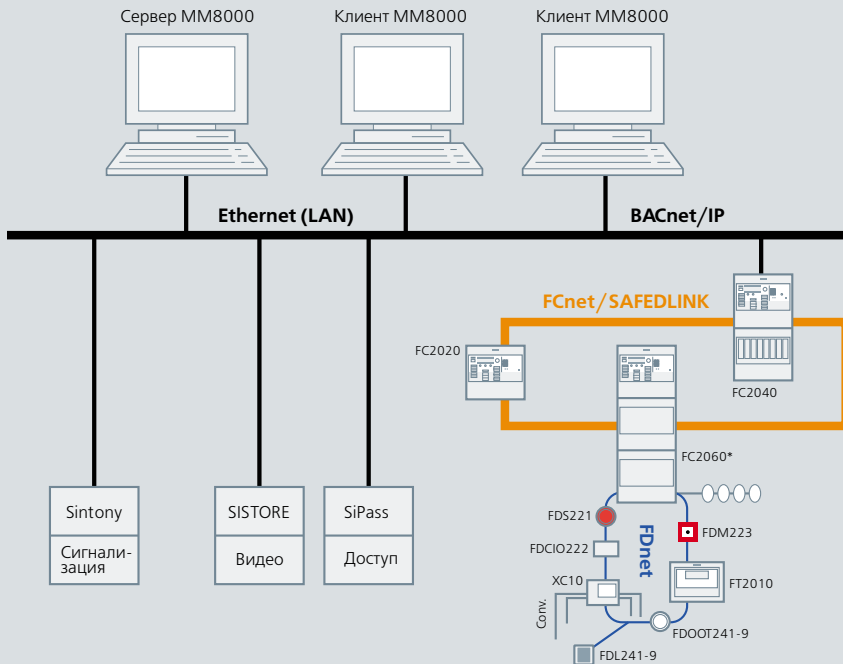 Сервер MM8000
Клиент MM8000
Клиент MM8000
Ethernet (LAN)
BACnet/IP
FCnet/SAFEDLINK
FC2020
FC2040
FC2060*
Sintony
Сигнали-
зация
SISTORE
Видео
SiPass
Доступ
FDS221
FDM223
FDnet
FDCIO222
XC10
FT2010
Conv.
FDOOT241-9
FDL241-9